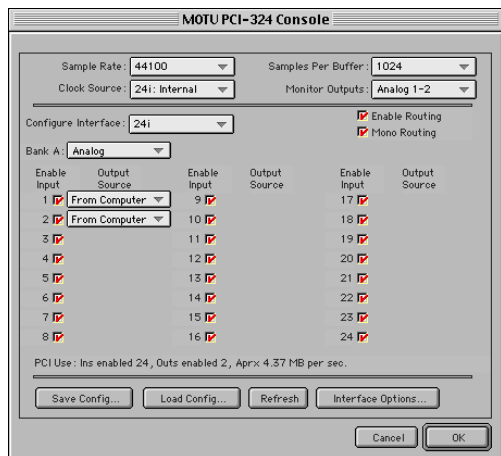 MOTU PCI-324 Console
Sample Rate: 44100 Samples Per Buffer: 1024
Clock Source: 24i: Internal Monitor Outputs: Analog 1-2
Configure Interface: 24i Enable Routing
Mono Routing
Bank A: Analog
Enable Input Output Source Enable Input Output Source Enable Input Output Source
1 From Computer 9 17
2 From Computer 10 18
3 11 19
4 12 20
5 13 21
6 14 22
7 15 23
8 16 24
PCI Use: Ins enabled 24, Outs enabled 2, Aprx 4.37 MB per sec.
Save Config... Load Config... Refresh Interface Options...
Cancel OK